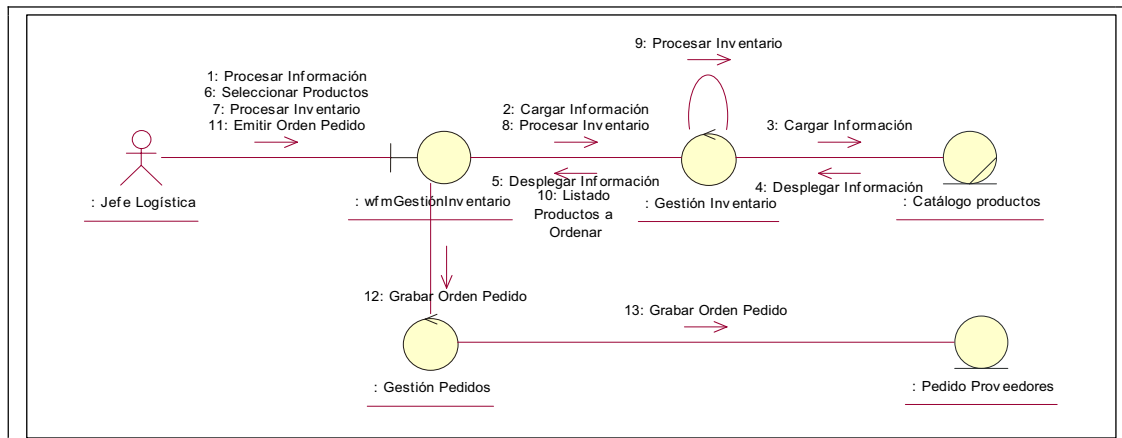 9: Procesar Inventario
1: Procesar Información
6: Seleccionar Productos
7: Procesar Inventario
11: Emitir Orden Pedido
2: Cargar Información
8: Procesar Inventario
3: Cargar Información
5: Desplegar Información
10: Listado
Productos a
Ordenar
4: Desplegar Información
: Jefe Logística
: wfmGestiónInventario
: Gestión Inventario
: Catálogo productos
12: Grabar Orden Pedido
13: Grabar Orden Pedido
: Gestión Pedidos
: Pedido Proveedores